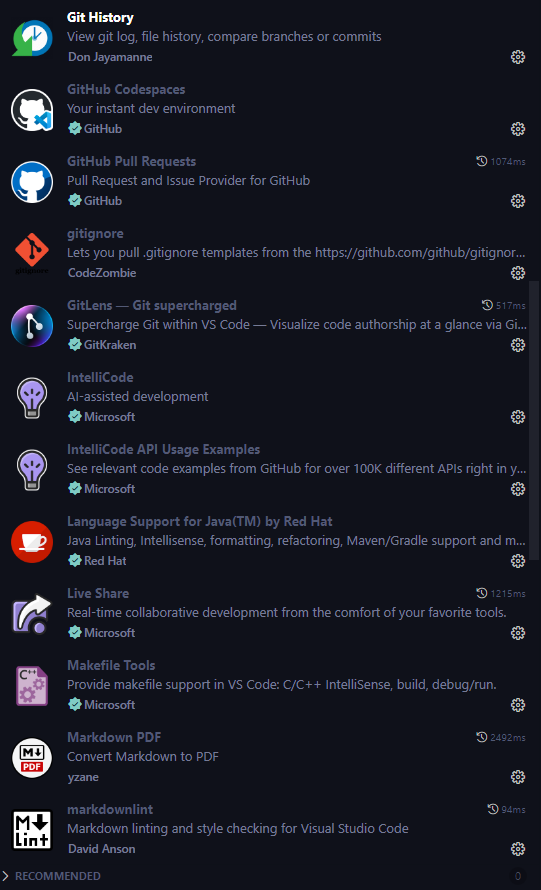 Git History
View git log, file history, compare branches or commits
Don Jayamanne
GitHub Codespaces
Your instant dev environment
GitHub
GitHub Pull Requests 1074ms
Pull Request and Issue Provider for GitHub
GitHub
gitignore
Lets you pull .gitignore templates from the https://github.com/github/gitignor...
CodeZombie
GitLens — Git supercharged 517ms
Supercharge Git within VS Code — Visualize code authorship at a glance via Gi...
GitKraken
IntelliCode
AI-assisted development
Microsoft
IntelliCode API Usage Examples
See relevant code examples from GitHub for over 100K different APIs right in y...
Microsoft
Language Support for Java(TM) by Red Hat
Java Linting, Intellisense, formatting, refactoring, Maven/Gradle support and m...
Red Hat
Live Share 1215ms
Real-time collaborative development from the comfort of your favorite tools.
Microsoft
C++
Makefile Tools
Provide makefile support in VS Code: C/C++ IntelliSense, build, debug/run.
Microsoft
M
PDF
Markdown PDF 2492ms
Convert Markdown to PDF
yzane
M
Lint
markdownlint 94ms
Markdown linting and style checking for Visual Studio Code
David Anson
RECOMMENDED 0